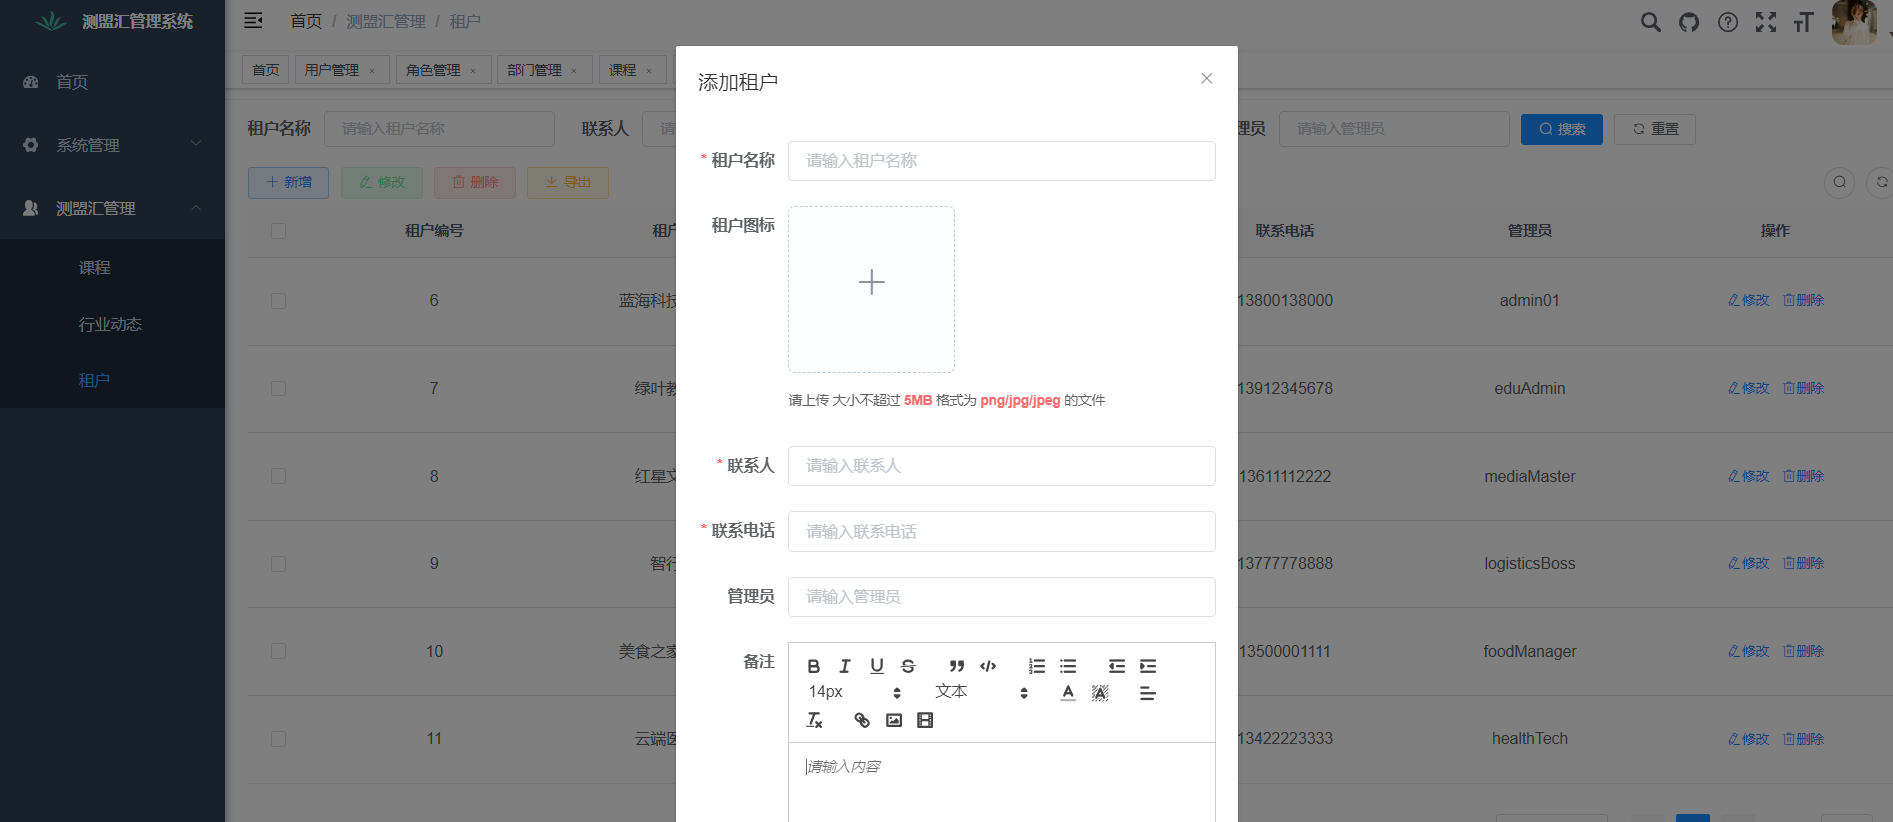 测盟汇管理系统
首页
系统管理
测盟汇管理
课程
行业动态
租户
首页 / 测盟汇管理 / 租户
首页 用户管理 × 角色管理 × 部门管理 × 课程 ×
租户名称 请输入租户名称 联系人 请 理员 请输入管理员 搜索 重置
新增 修改 删除 导出
租户编号 租户 联系电话 管理员 操作
6 蓝海科技 13800138000 admin01 修改 删除
7 绿叶教 13912345678 eduAdmin 修改 删除
8 红星文 13611112222 mediaMaster 修改 删除
9 智行 13777778888 logisticsBoss 修改 删除
10 美食之家 13500001111 foodManager 修改 删除
11 云端医 13422223333 healthTech 修改 删除
添加租户
* 租户名称 请输入租户名称
租户图标
请上传 大小不超过 5MB 格式为 png/jpg/jpeg 的文件
* 联系人 请输入联系人
* 联系电话 请输入联系电话
管理员 请输入管理员
备注
14px 文本
请输入内容